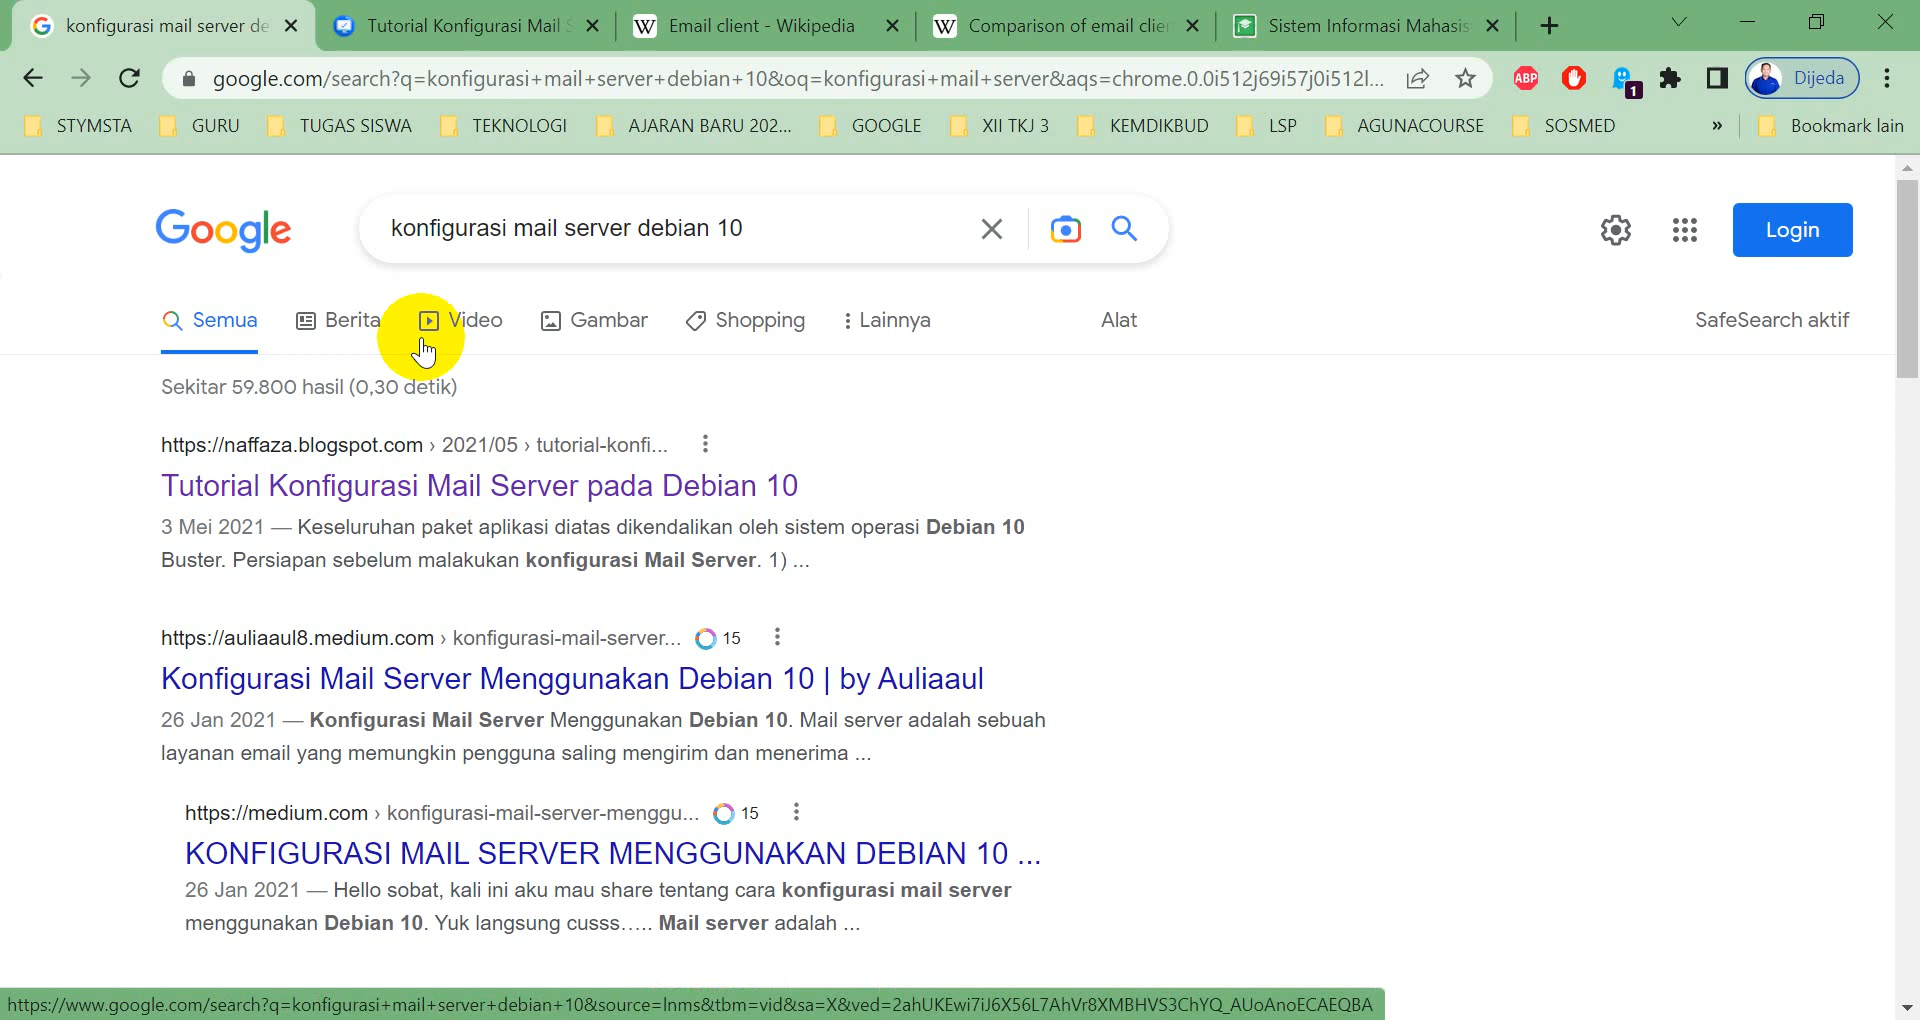 konfigurasi mail server de
Tutorial Konfigurasi Mail S
Email client - Wikipedia
Comparison of email clien
Sistem Informasi Mahasis
google.com/search?q=konfigurasi+mail+server+debian+10&oq=konfigurasi+mail+server&aqs=chrome.0.0i512j69i57j0i512l...
ABP
1
Dijeda
STYMSTA
GURU
TUGAS SISWA
TEKNOLOGI
AJARAN BARU 202...
GOOGLE
XII TKJ 3
KEMDIKBUD
LSP
AGUNACOURSE
SOSMED
»
Bookmark lain
Google
konfigurasi mail server debian 10
Login
Semua
Berita
Video
Gambar
Shopping
Lainnya
Alat
SafeSearch aktif
Sekitar 59.800 hasil (0,30 detik)
https://naffaza.blogspot.com › 2021/05 › tutorial-konfi...
Tutorial Konfigurasi Mail Server pada Debian 10
3 Mei 2021 — Keseluruhan paket aplikasi diatas dikendalikan oleh sistem operasi Debian 10
Buster. Persiapan sebelum malakukan konfigurasi Mail Server. 1) ...
https://auliaaul8.medium.com › konfigurasi-mail-server... 15
Konfigurasi Mail Server Menggunakan Debian 10 | by Auliaaul
26 Jan 2021 — Konfigurasi Mail Server Menggunakan Debian 10. Mail server adalah sebuah
layanan email yang memungkin pengguna saling mengirim dan menerima ...
https://medium.com › konfigurasi-mail-server-menggu... 15
KONFIGURASI MAIL SERVER MENGGUNAKAN DEBIAN 10 ...
26 Jan 2021 — Hello sobat, kali ini aku mau share tentang cara konfigurasi mail server
menggunakan Debian 10. Yuk langsung cusss..... Mail server adalah ...
https://www.google.com/search?q=konfigurasi+mail+server+debian+10&source=lnms&tbm=vid&sa=X&ved=2ahUKEwi7iJ6X56L7AhVr8XMBHVS3ChYQ_AUoAnoECAEQBA